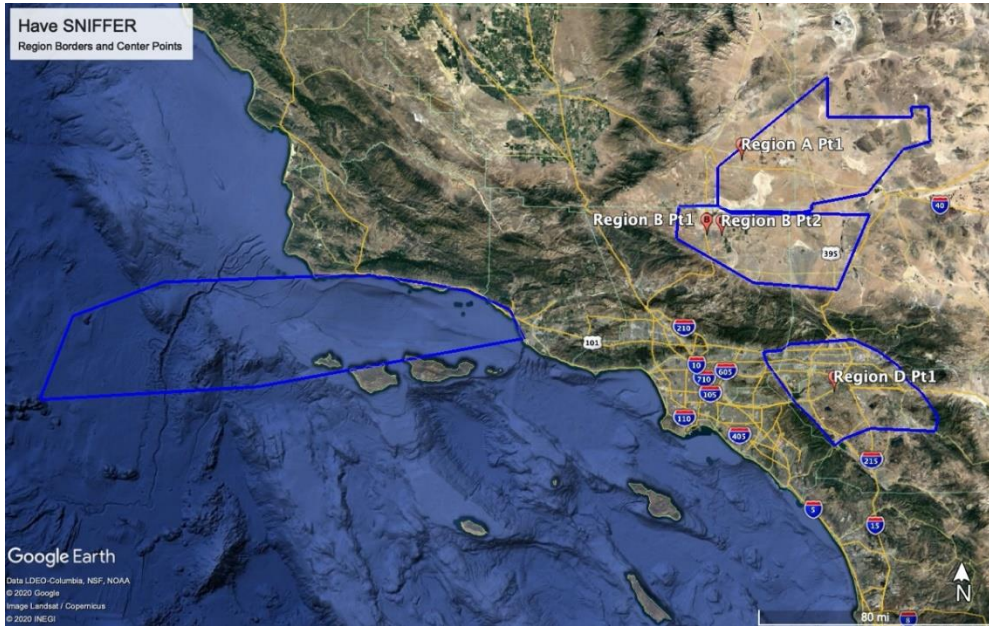 Have SNIFFER
Region Borders and Center Points
Region A Pt1
Region B Pt1
B
Region B Pt2
40
395
210
101
10
605
710
105
110
405
Region D Pt1
215
5
15
8
Google Earth
Data LDEO-Columbia, NSF, NOAA
© 2020 Google
Image Landsat / Copernicus
© 2020 INEGI
N
80 mi